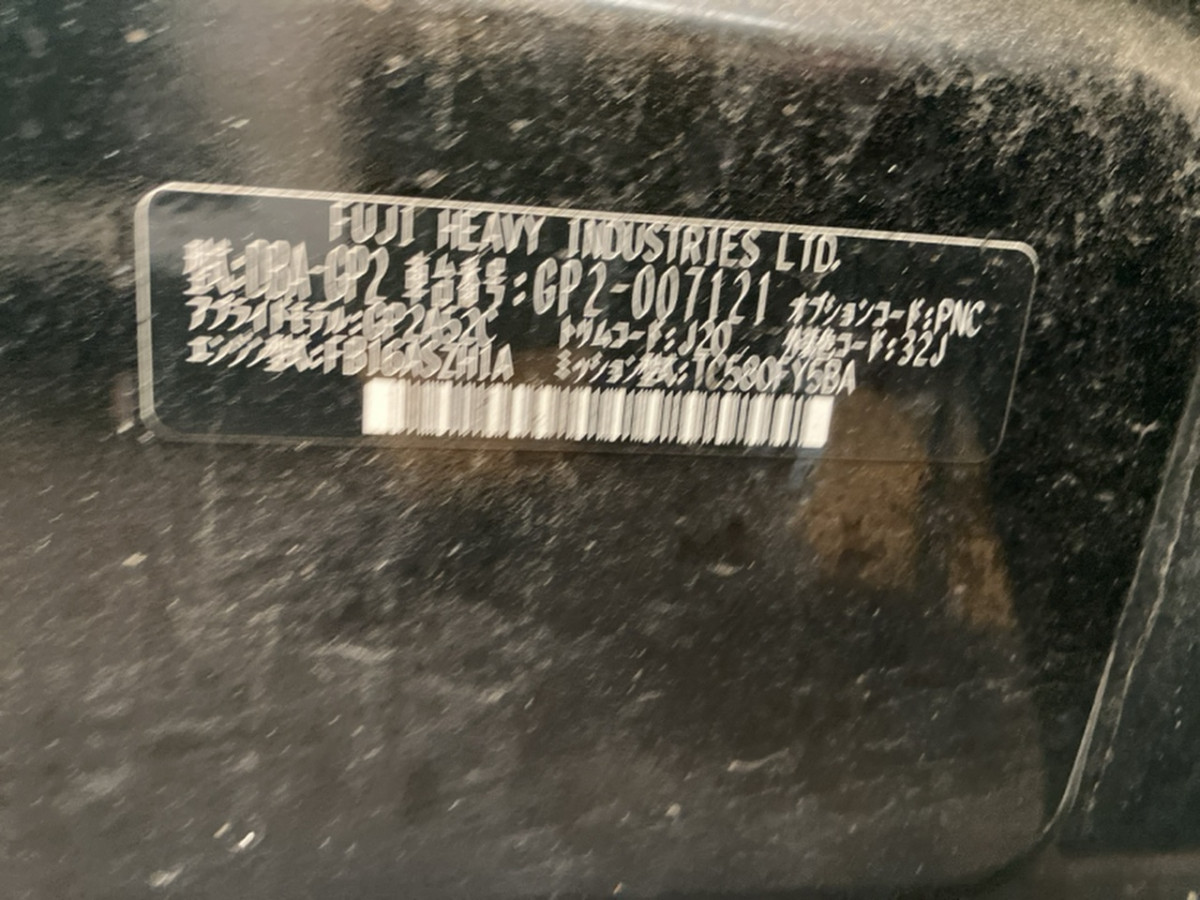 FUJI HEAVY INDUSTRIES LTD.
型式:DBA-GP2 車台番号:GP2-007121 オプションコード:PNC
アプライドモデル:GP2A52C トリムコード:J20 外装色コード:32J
エンジン型式:FB16ASZH1A ミッション型式:TC580FY5BA